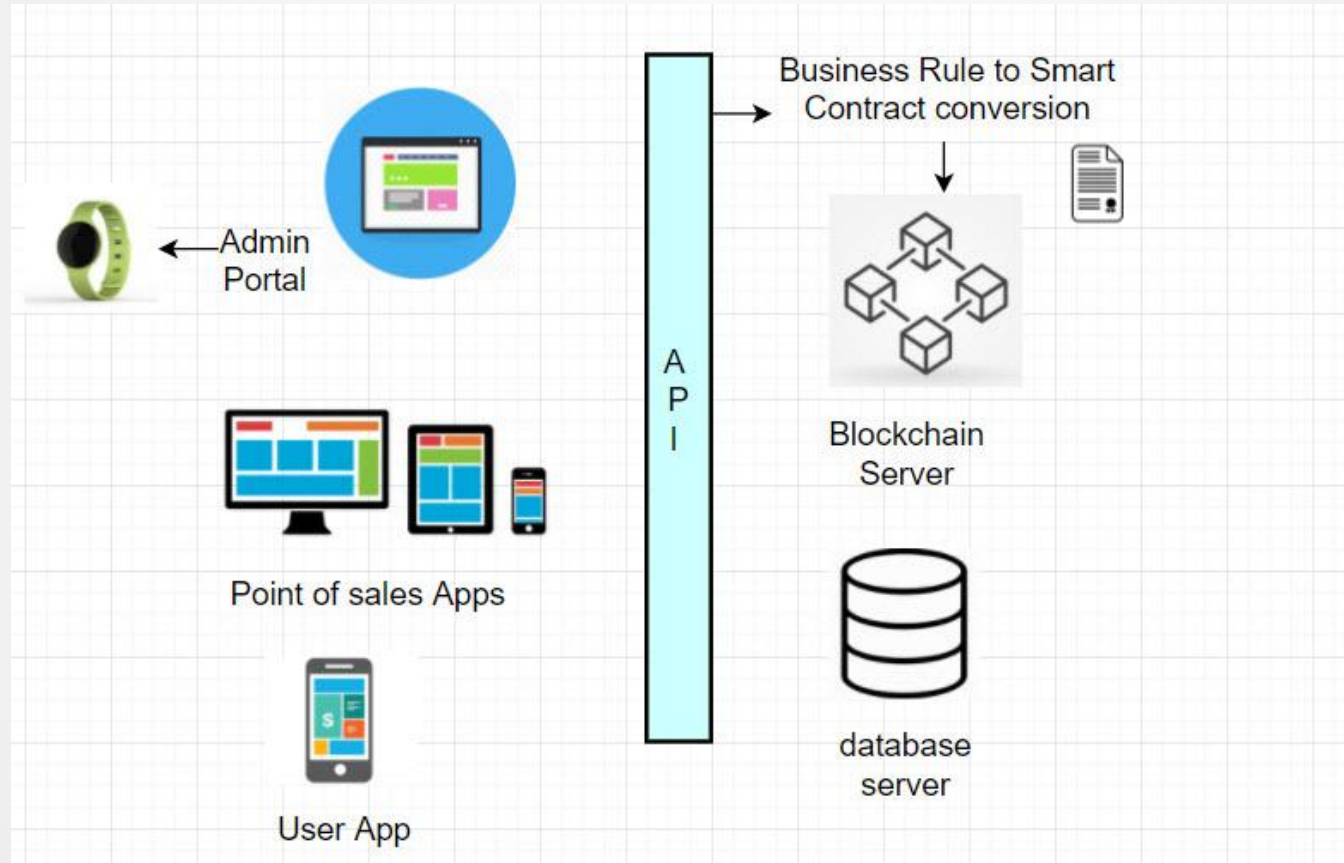 Business Rule to Smart
Contract conversion
Admin
Portal
A
P
I
Blockchain
Server
Point of sales Apps
$
database
server
User App